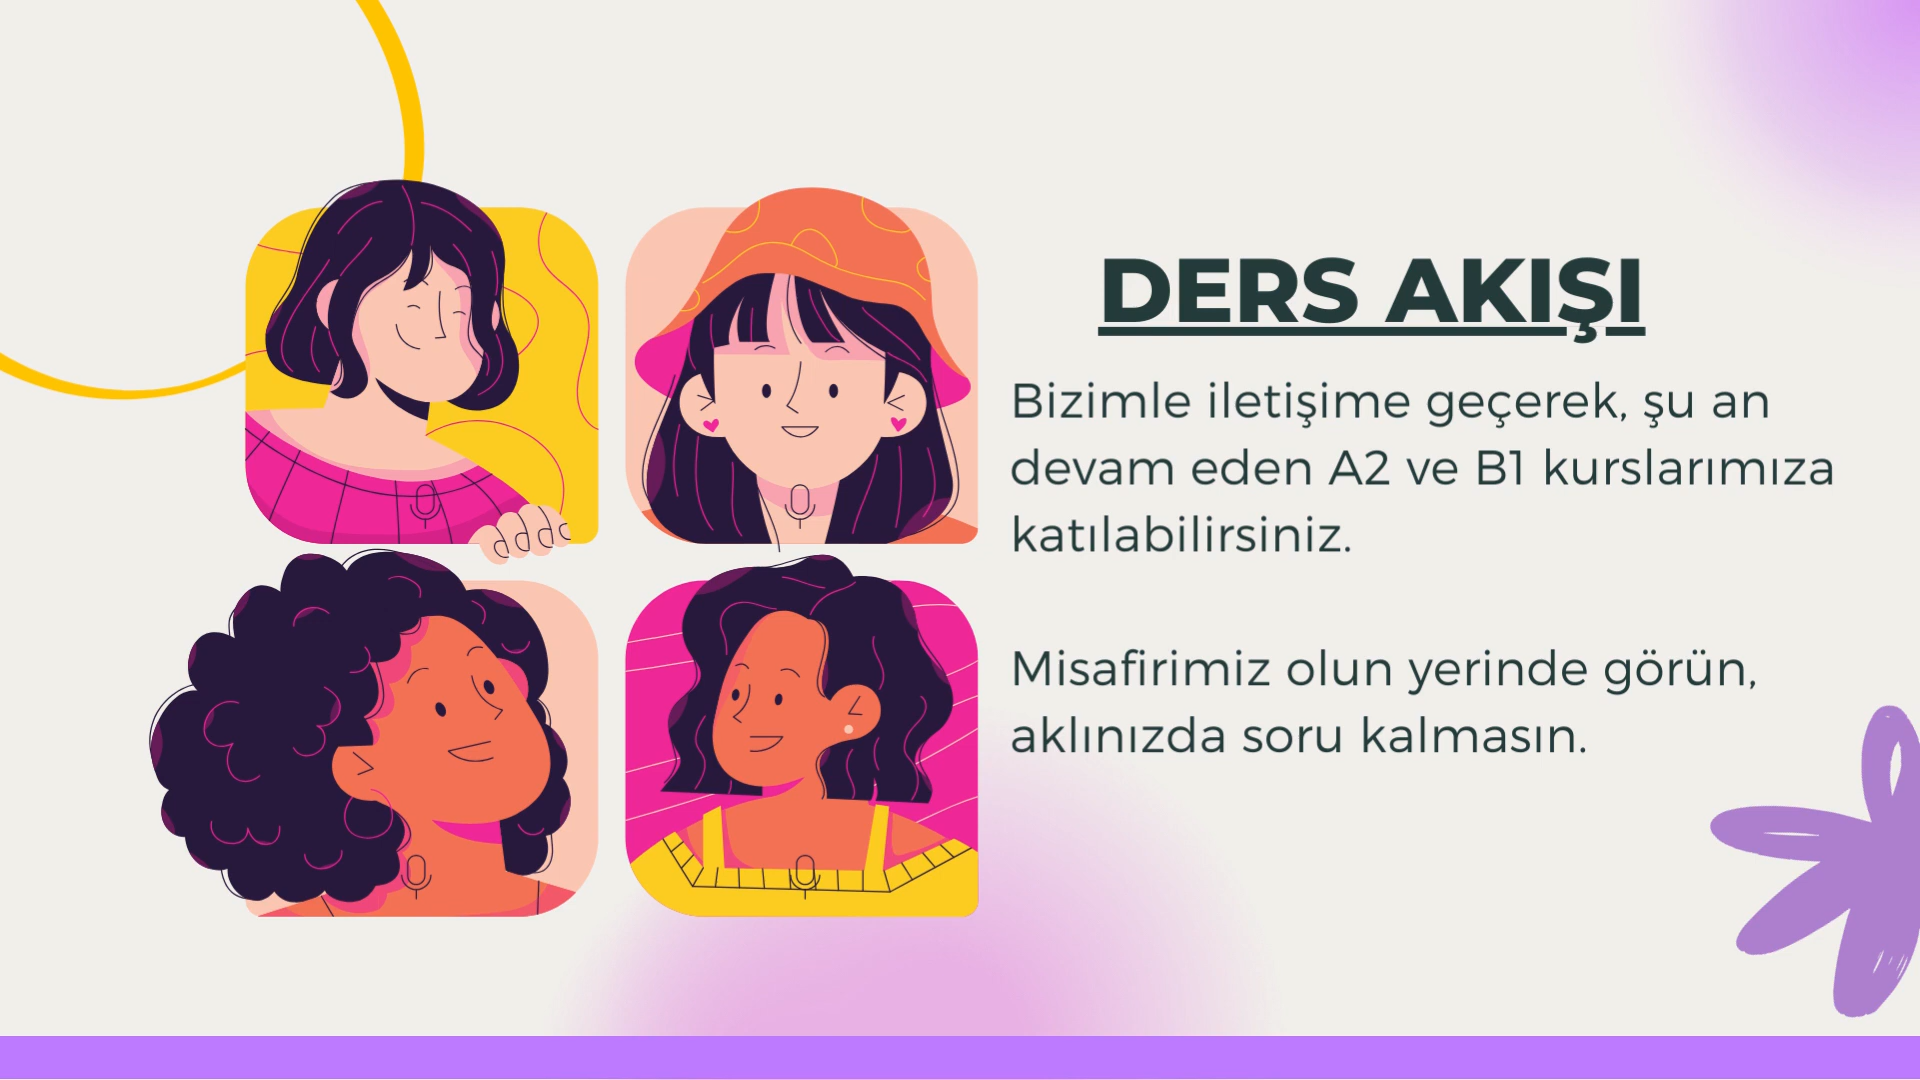 DERS AKIŞI
Bizimle iletişime geçerek, şu an
devam eden A2 ve B1 kurslarımıza
katılabilirsiniz.
Misafirimiz olun yerinde görün,
aklınızda soru kalmasın.